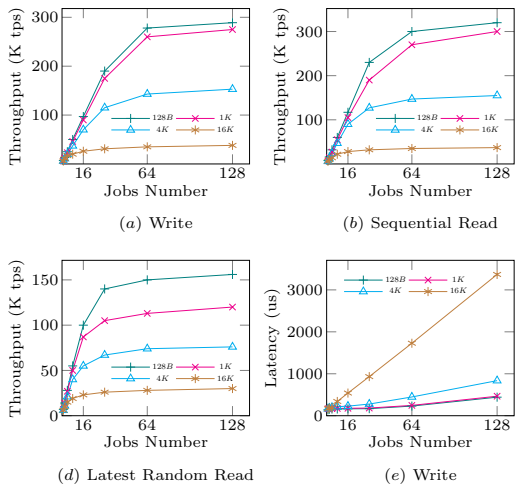 300
200
100
16
64
128
Throughput (K tps)
Jobs Number
128B
1K
4K
16K
(a) Write
300
200
100
16
64
128
Throughput (K tps)
Jobs Number
128B
1K
4K
16K
(b) Sequential Read
150
100
50
0
16
64
128
Throughput (K tps)
Jobs Number
128B
1K
4K
16K
(d) Latest Random Read
3000
2000
1000
0
16
64
128
Latency (us)
Jobs Number
128B
1K
4K
16K
(e) Write